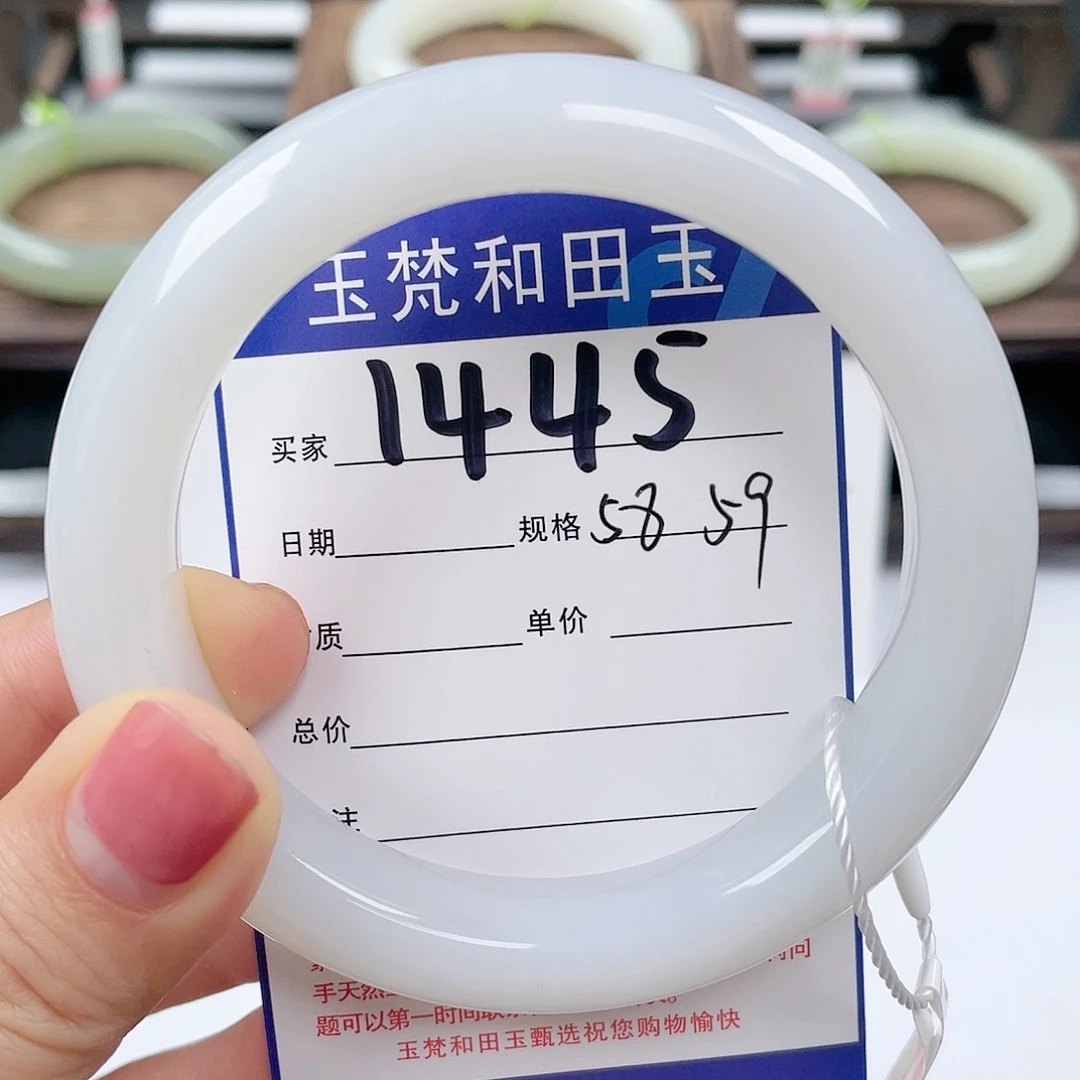 玉梵和田玉
买家 1445
日期 规格 58 59
质 单价
总价
注
问
手天然
题可以第一时间联
玉梵和田玉甄选祝您购物愉快